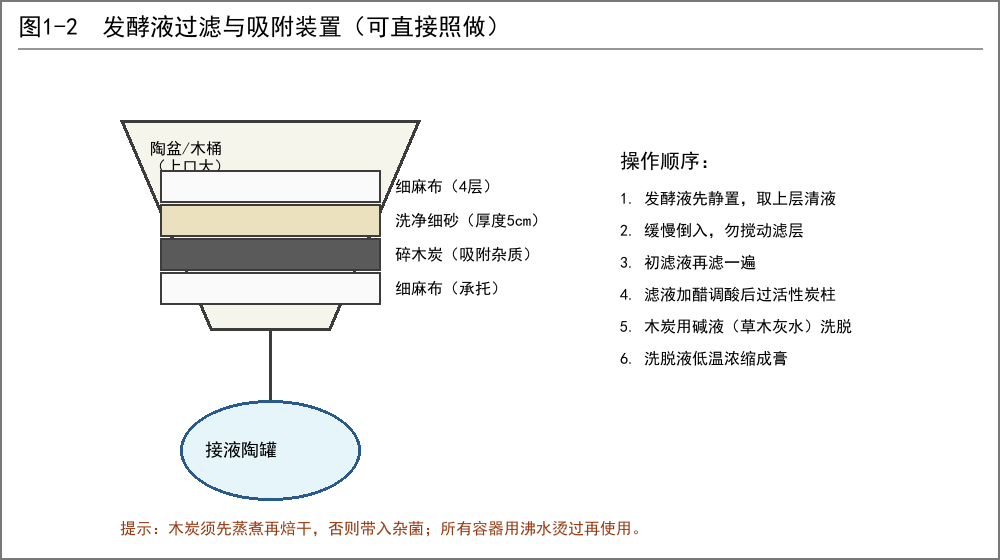 图1-2 发酵液过滤与吸附装置（可直接照做）
陶盆/木桶
（上口大）
细麻布（4层）
洗净细砂（厚度5cm）
碎木炭（吸附杂质）
细麻布（承托）
接液陶罐
操作顺序：
1. 发酵液先静置，取上层清液
2. 缓慢倒入，勿搅动滤层
3. 初滤液再滤一遍
4. 滤液加醋调酸后过活性炭柱
5. 木炭用碱液（草木灰水）洗脱
6. 洗脱液低温浓缩成膏
提示：木炭须先蒸煮再焙干，否则带入杂菌；所有容器用沸水烫过再使用。